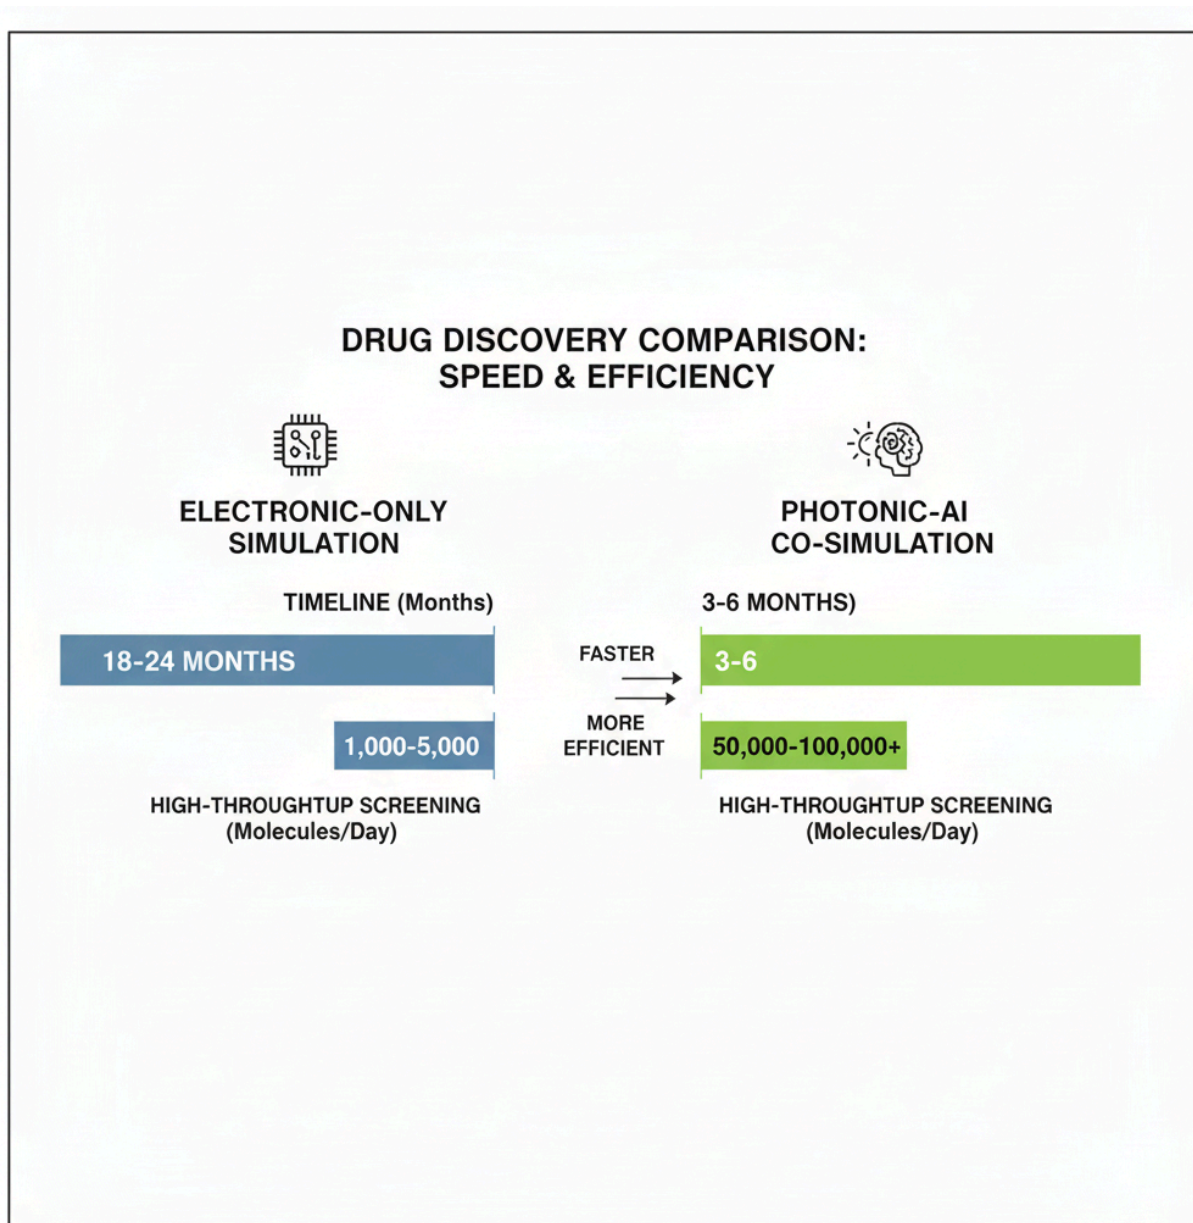 DRUG DISCOVERY COMPARISON:
SPEED & EFFICIENCY
ELECTRONIC-ONLY
SIMULATION
TIMELINE (Months)
18-24 MONTHS
1,000-5,000
HIGH-THROUGHTUP SCREENING
(Molecules/Day)
FASTER
MORE
EFFICIENT
PHOTONIC-AI
CO-SIMULATION
3-6 MONTHS)
3-6
50,000-100,000+
HIGH-THROUGHTUP SCREENING
(Molecules/Day)